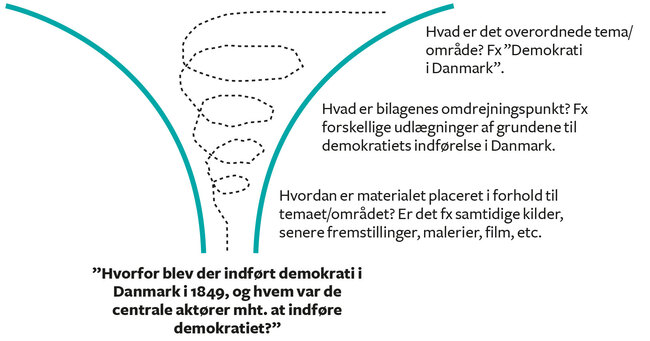 Hvad er det overordnede tema/
område? Fx ”Demokrati
i Danmark”.
Hvad er bilagenes omdrejningspunkt? Fx
forskellige udlægninger af grundene til
demokratiets indførelse i Danmark.
Hvordan er materialet placeret i forhold til
temaet/området? Er det fx samtidige kilder,
senere fremstillinger, malerier, film, etc.
”Hvorfor blev der indført demokrati i
Danmark i 1849, og hvem var de
centrale aktører mht. at indføre
demokratiet?”